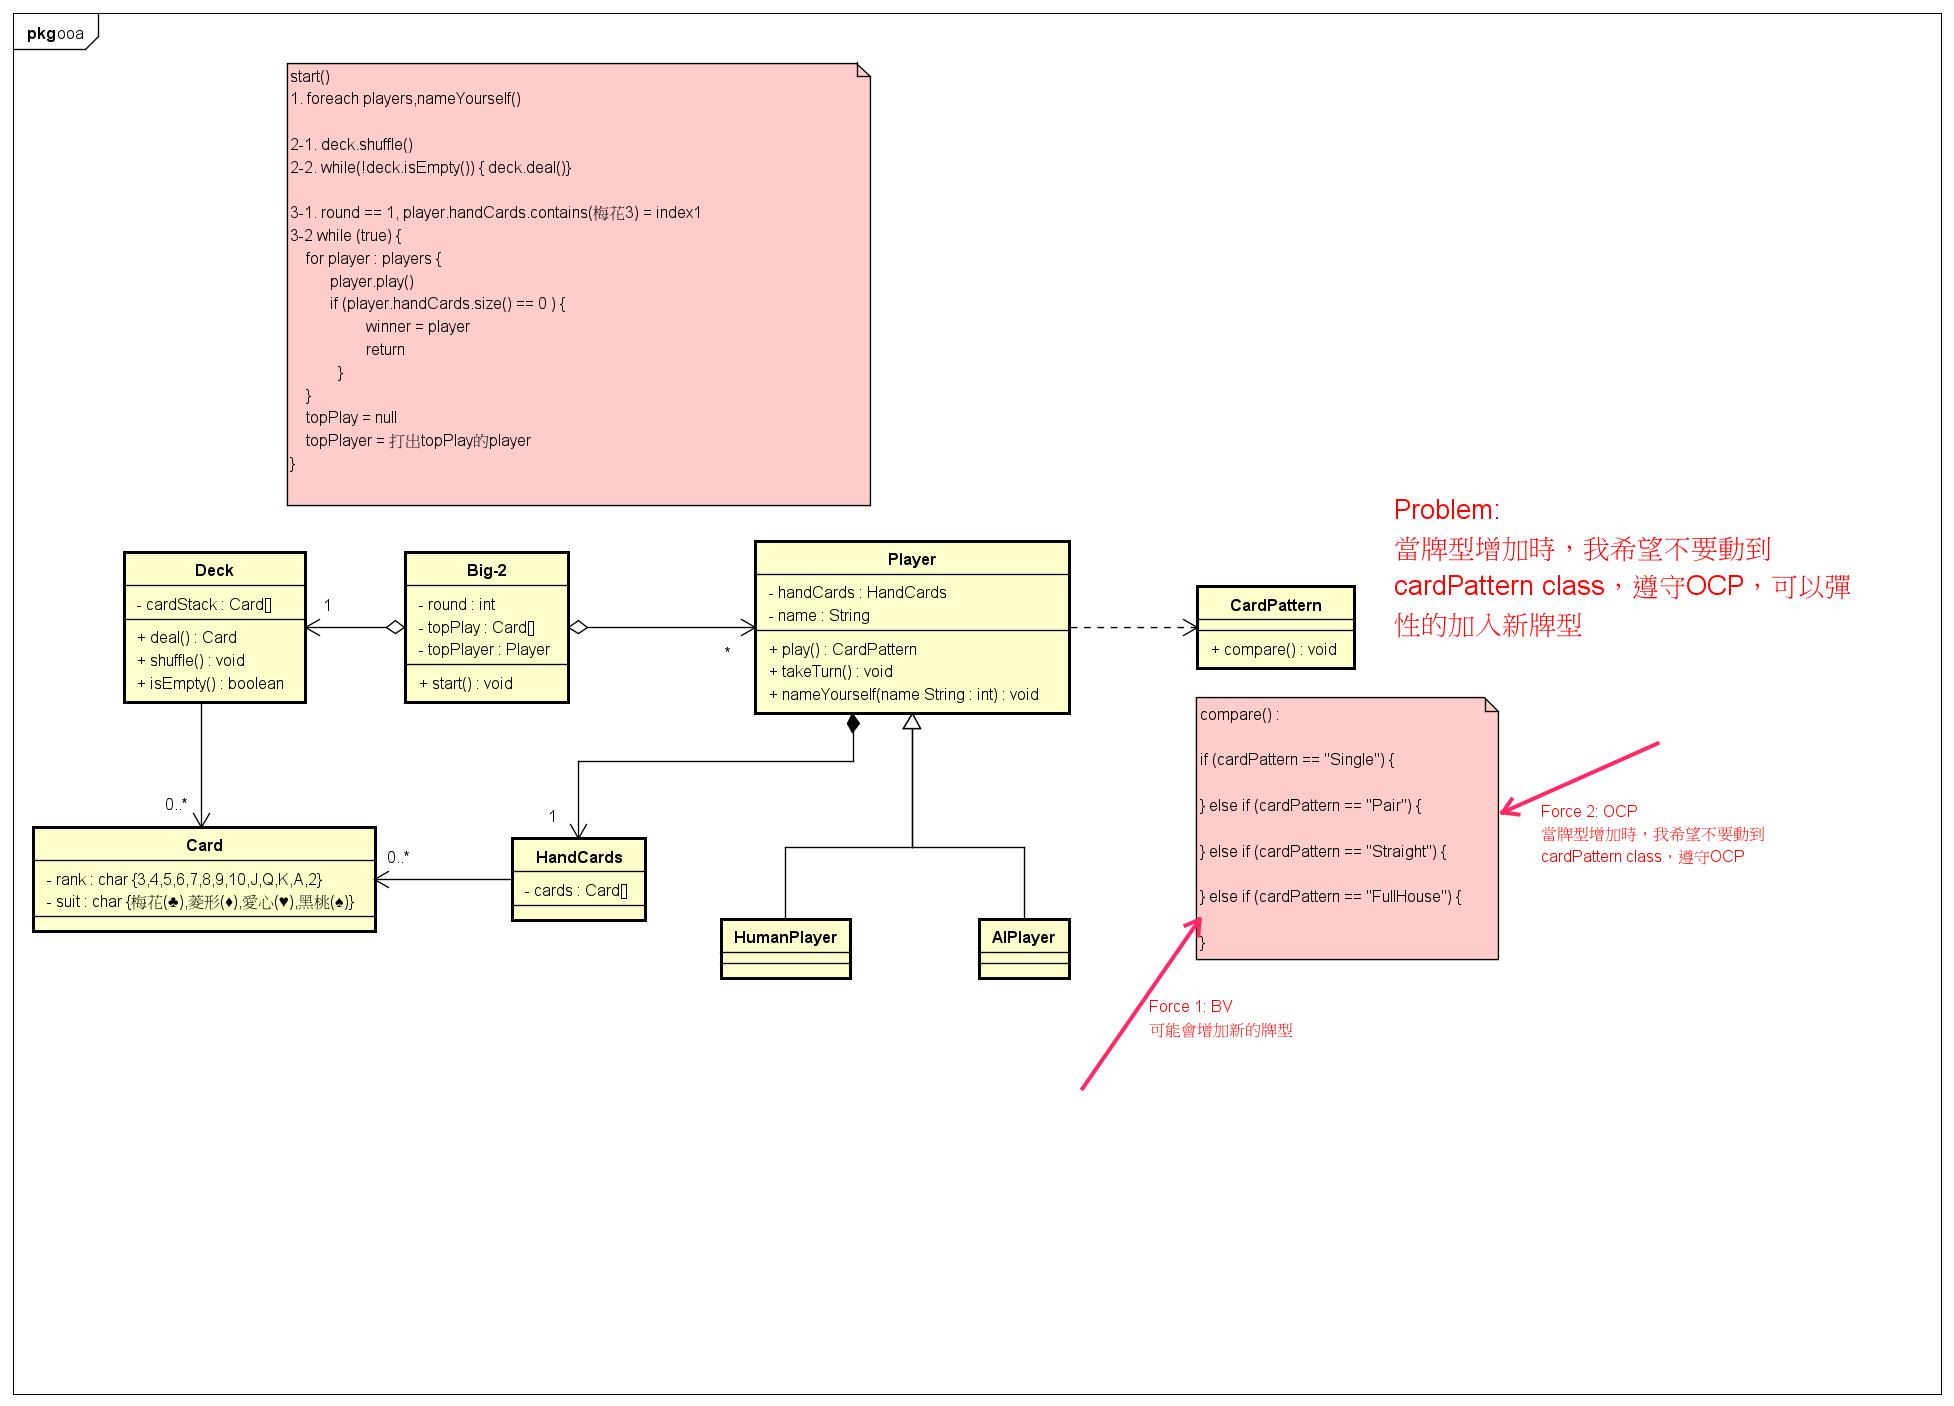 pkg ooa
start()
1. foreach players,nameYourself()
2-1. deck.shuffle()
2-2. while(!deck.isEmpty()) { deck.deal()}
3-1. round == 1, player.handCards.contains(梅花3) = index1
3-2 while (true) {
for player : players {
player.play()
if (player.handCards.size() == 0 ) {
winner = player
return
}
}
topPlay = null
topPlayer = 打出topPlay的player
}
Problem:
當牌型增加時，我希望不要動到
cardPattern class，遵守OCP，可以彈
性的加入新牌型
Deck
- cardStack : Card[]
+ deal() : Card
+ shuffle() : void
+ isEmpty() : boolean
1
Big-2
- round : int
- topPlay : Card[]
- topPlayer : Player
+ start() : void
*
Player
- handCards : HandCards
- name : String
+ play() : CardPattern
+ takeTurn() : void
+ nameYourself(name String : int) : void
CardPattern
+ compare() : void
compare() :
if (cardPattern == "Single") {
} else if (cardPattern == "Pair") {
} else if (cardPattern == "Straight") {
} else if (cardPattern == "FullHouse") {
}
Force 2: OCP
當牌型增加時，我希望不要動到
cardPattern class，遵守OCP
0..*
1
Card
- rank : char {3,4,5,6,7,8,9,10,J,Q,K,A,2}
- suit : char {梅花(♣),菱形(♦),愛心(♥),黑桃(♠)}
0..*
HandCards
- cards : Card[]
HumanPlayer
AIPlayer
Force 1: BV
可能會增加新的牌型